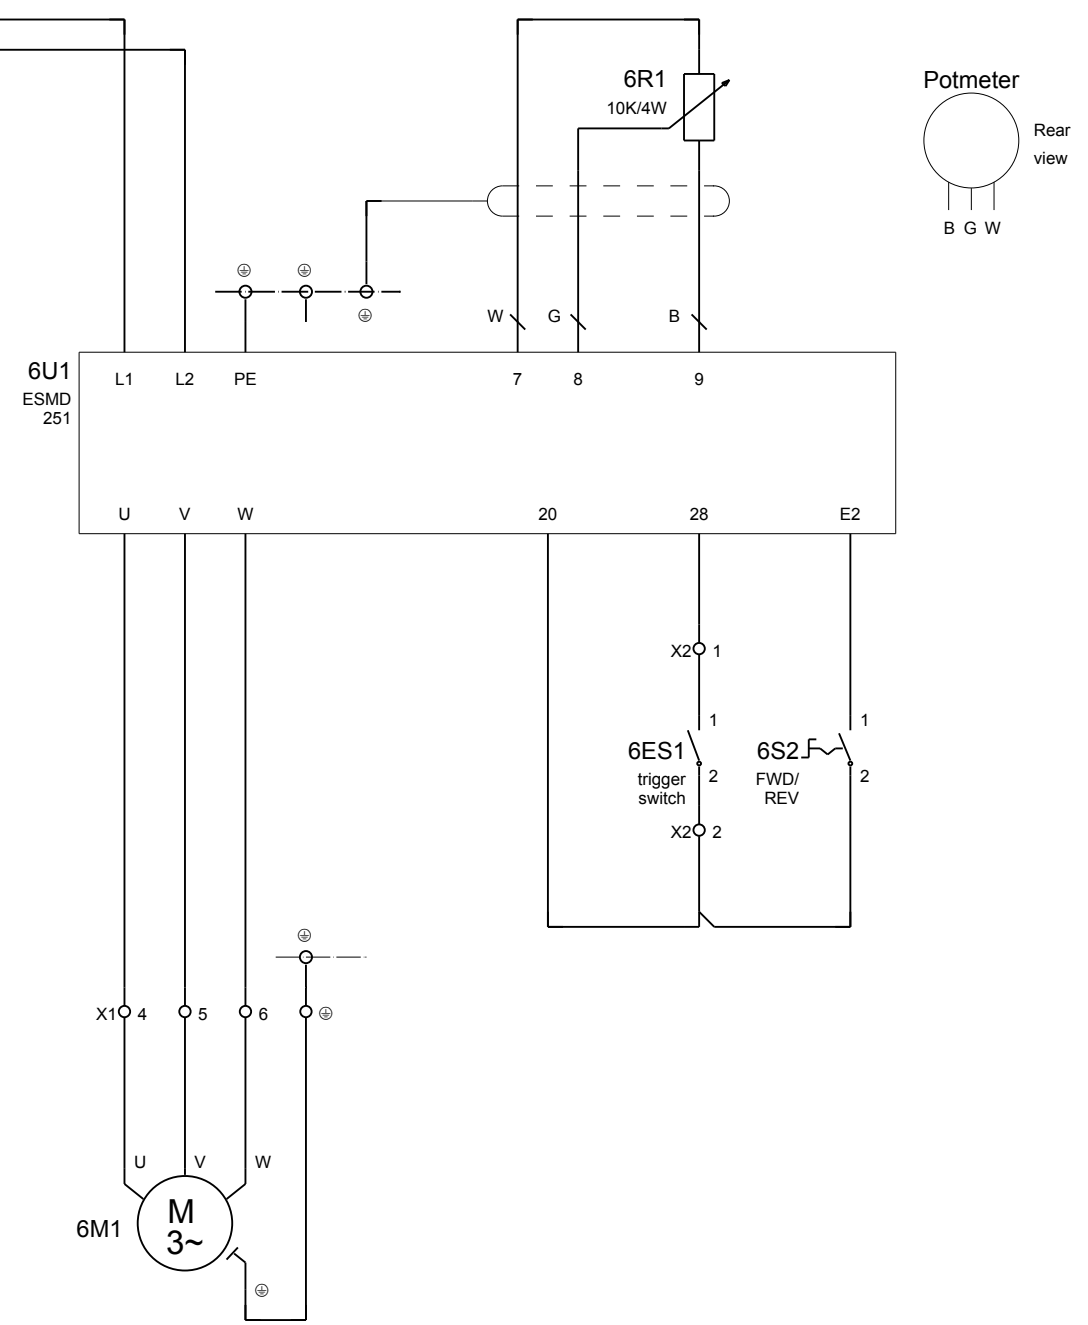 6R1
10K/4W
Potmeter
Rear
view
B G W
W G B
6U1
ESMD
251
L1 L2 PE 7 8 9
U V W 20 28 E2
X2 1
1 1
6ES1 6S2
trigger FWD/
switch REV
2 2
X2 2
X1 4 5 6
U V W
6M1
M
3~